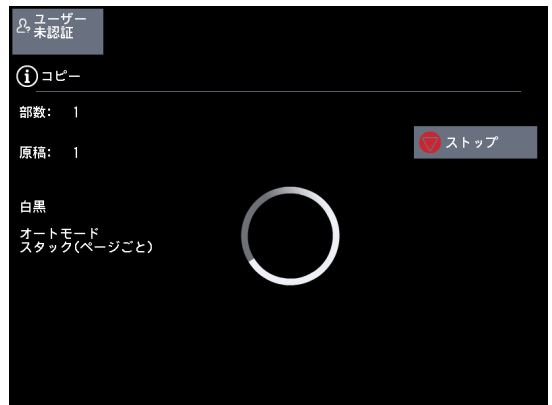 ユーザー
未認証
コピー
部数: 1
原稿: 1
ストップ
白黒
オートモード
スタック(ページごと)